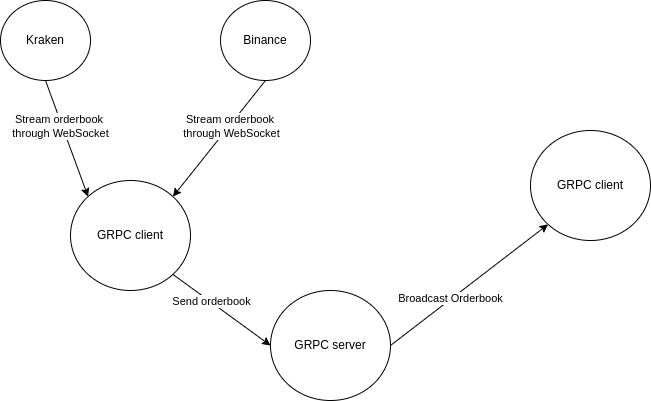 Kraken
Binance
Stream orderbook
through WebSocket
Stream orderbook
through WebSocket
GRPC client
GRPC client
Send orderbook
Broadcast Orderbook
GRPC server